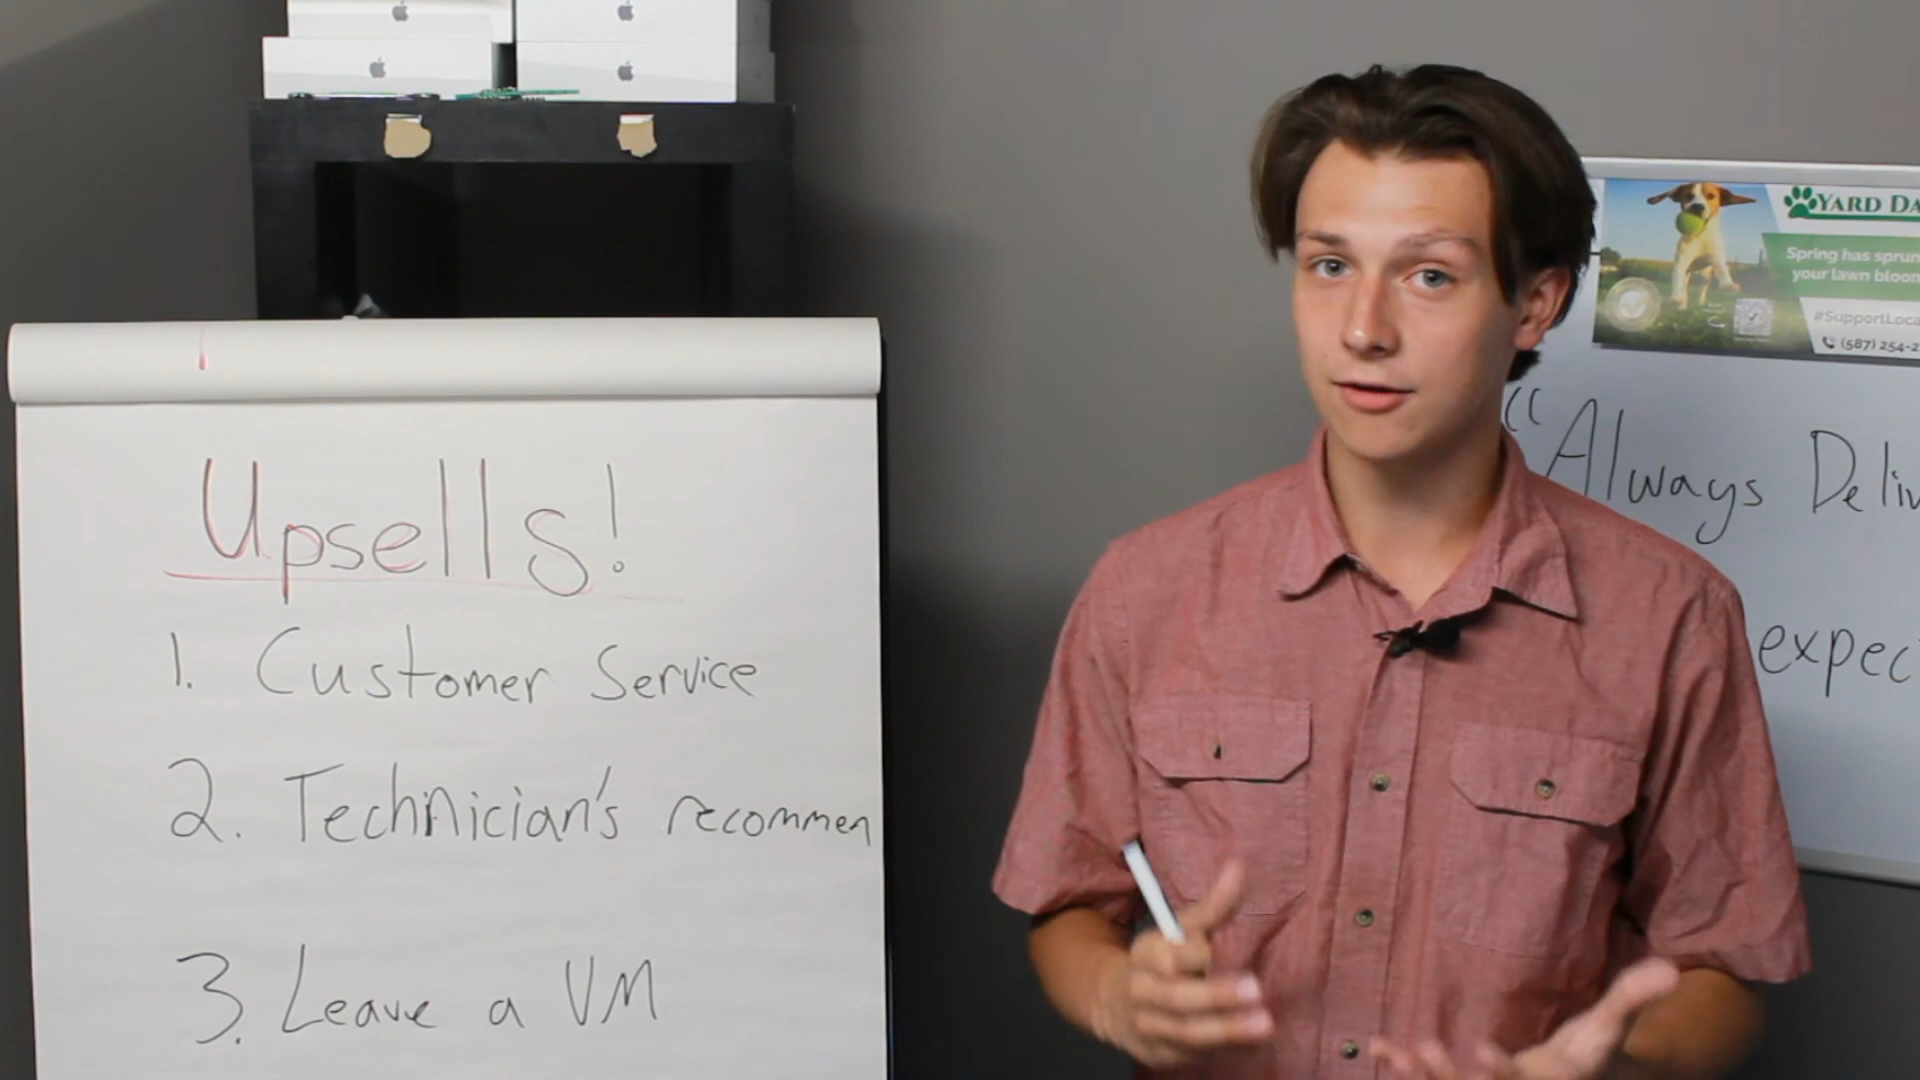 Upsells!
1. Customer Service
2. Technician's recommen
3. Leave a VM
YARD DA
Spring has sprun
your lawn bloom
#SupportLoca
(587) 254-2
"Always Deliv
expec